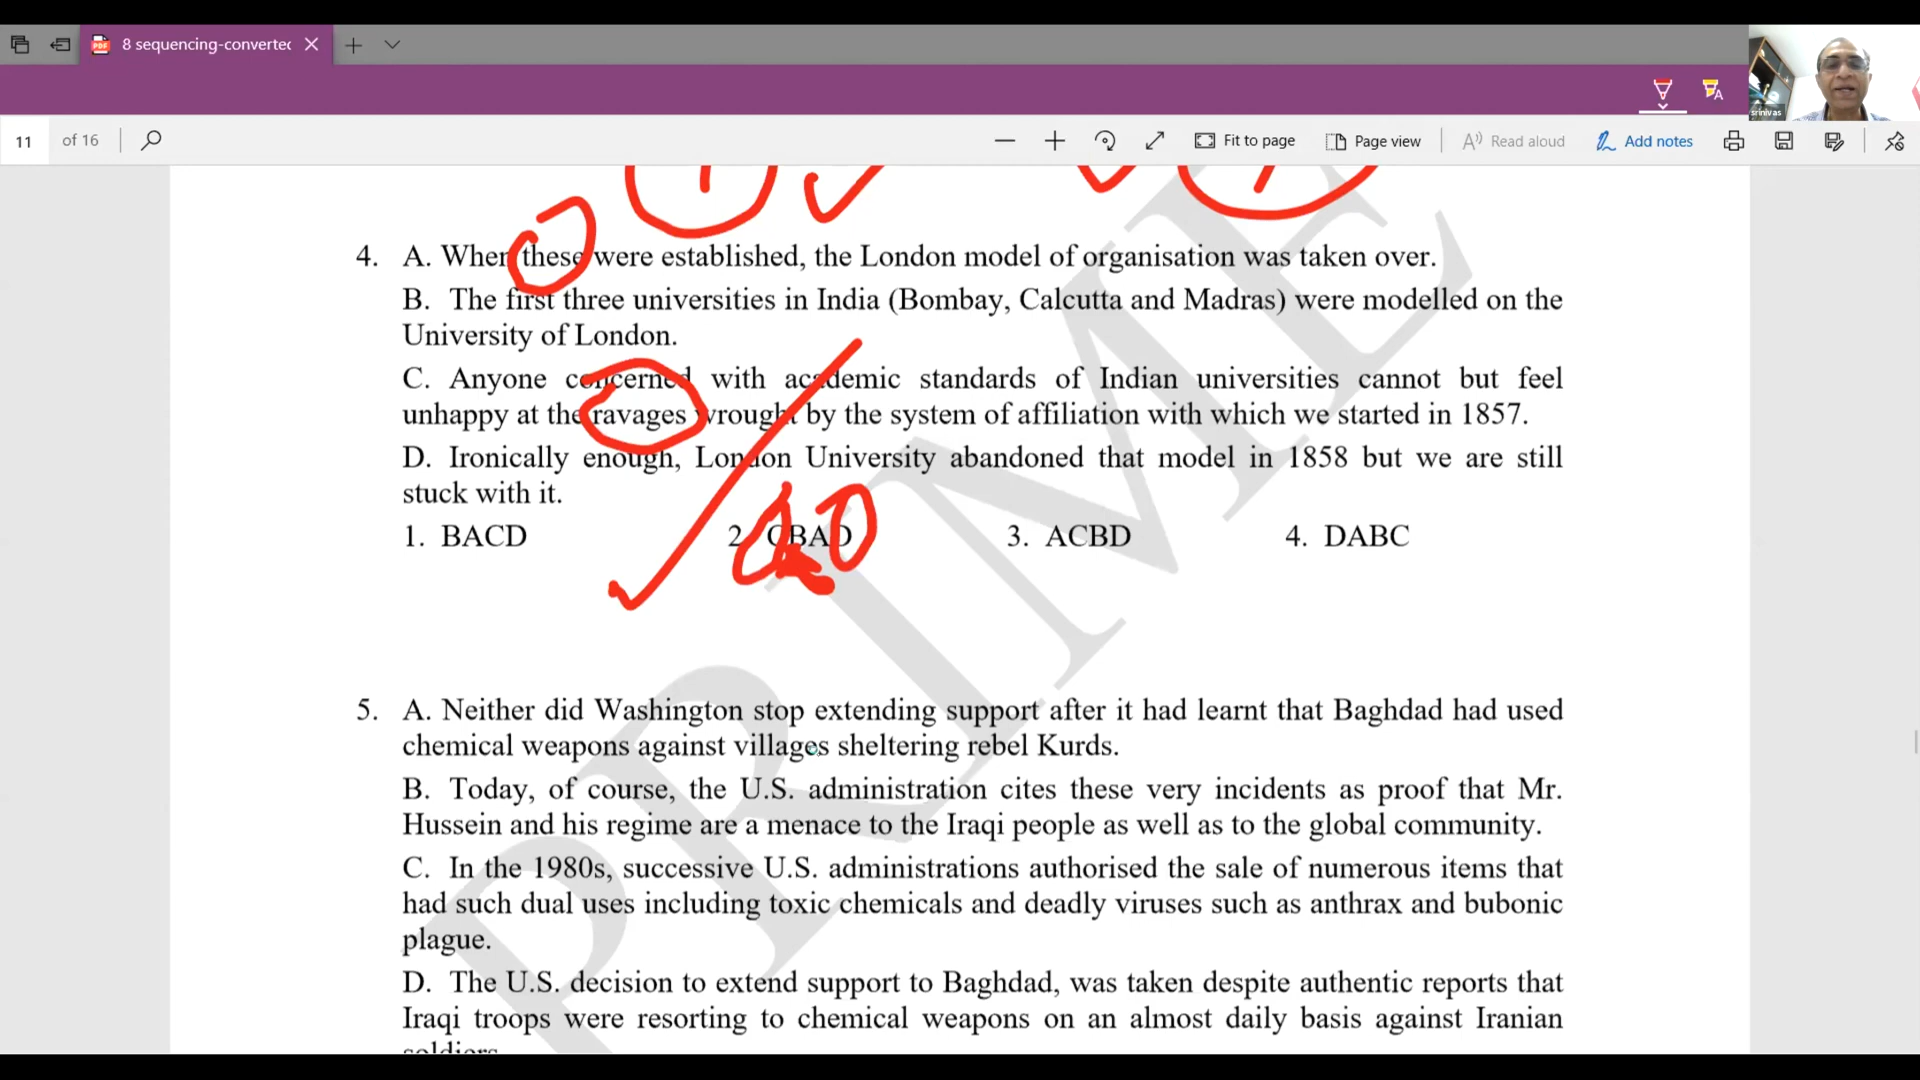 8 sequencing-converted
srinivas
11 of 16
Fit to page
Page view
Read aloud
Add notes
4. A. When these were established, the London model of organisation was taken over.
B. The first three universities in India (Bombay, Calcutta and Madras) were modelled on the
University of London.
C. Anyone concerned with academic standards of Indian universities cannot but feel
unhappy at the ravages wrought by the system of affiliation with which we started in 1857.
D. Ironically enough, London University abandoned that model in 1858 but we are still
stuck with it.
1. BACD 2. CBAD 3. ACBD 4. DABC
5. A. Neither did Washington stop extending support after it had learnt that Baghdad had used
chemical weapons against villages sheltering rebel Kurds.
B. Today, of course, the U.S. administration cites these very incidents as proof that Mr.
Hussein and his regime are a menace to the Iraqi people as well as to the global community.
C. In the 1980s, successive U.S. administrations authorised the sale of numerous items that
had such dual uses including toxic chemicals and deadly viruses such as anthrax and bubonic
plague.
D. The U.S. decision to extend support to Baghdad, was taken despite authentic reports that
Iraqi troops were resorting to chemical weapons on an almost daily basis against Iranian
soldiers
PRIME